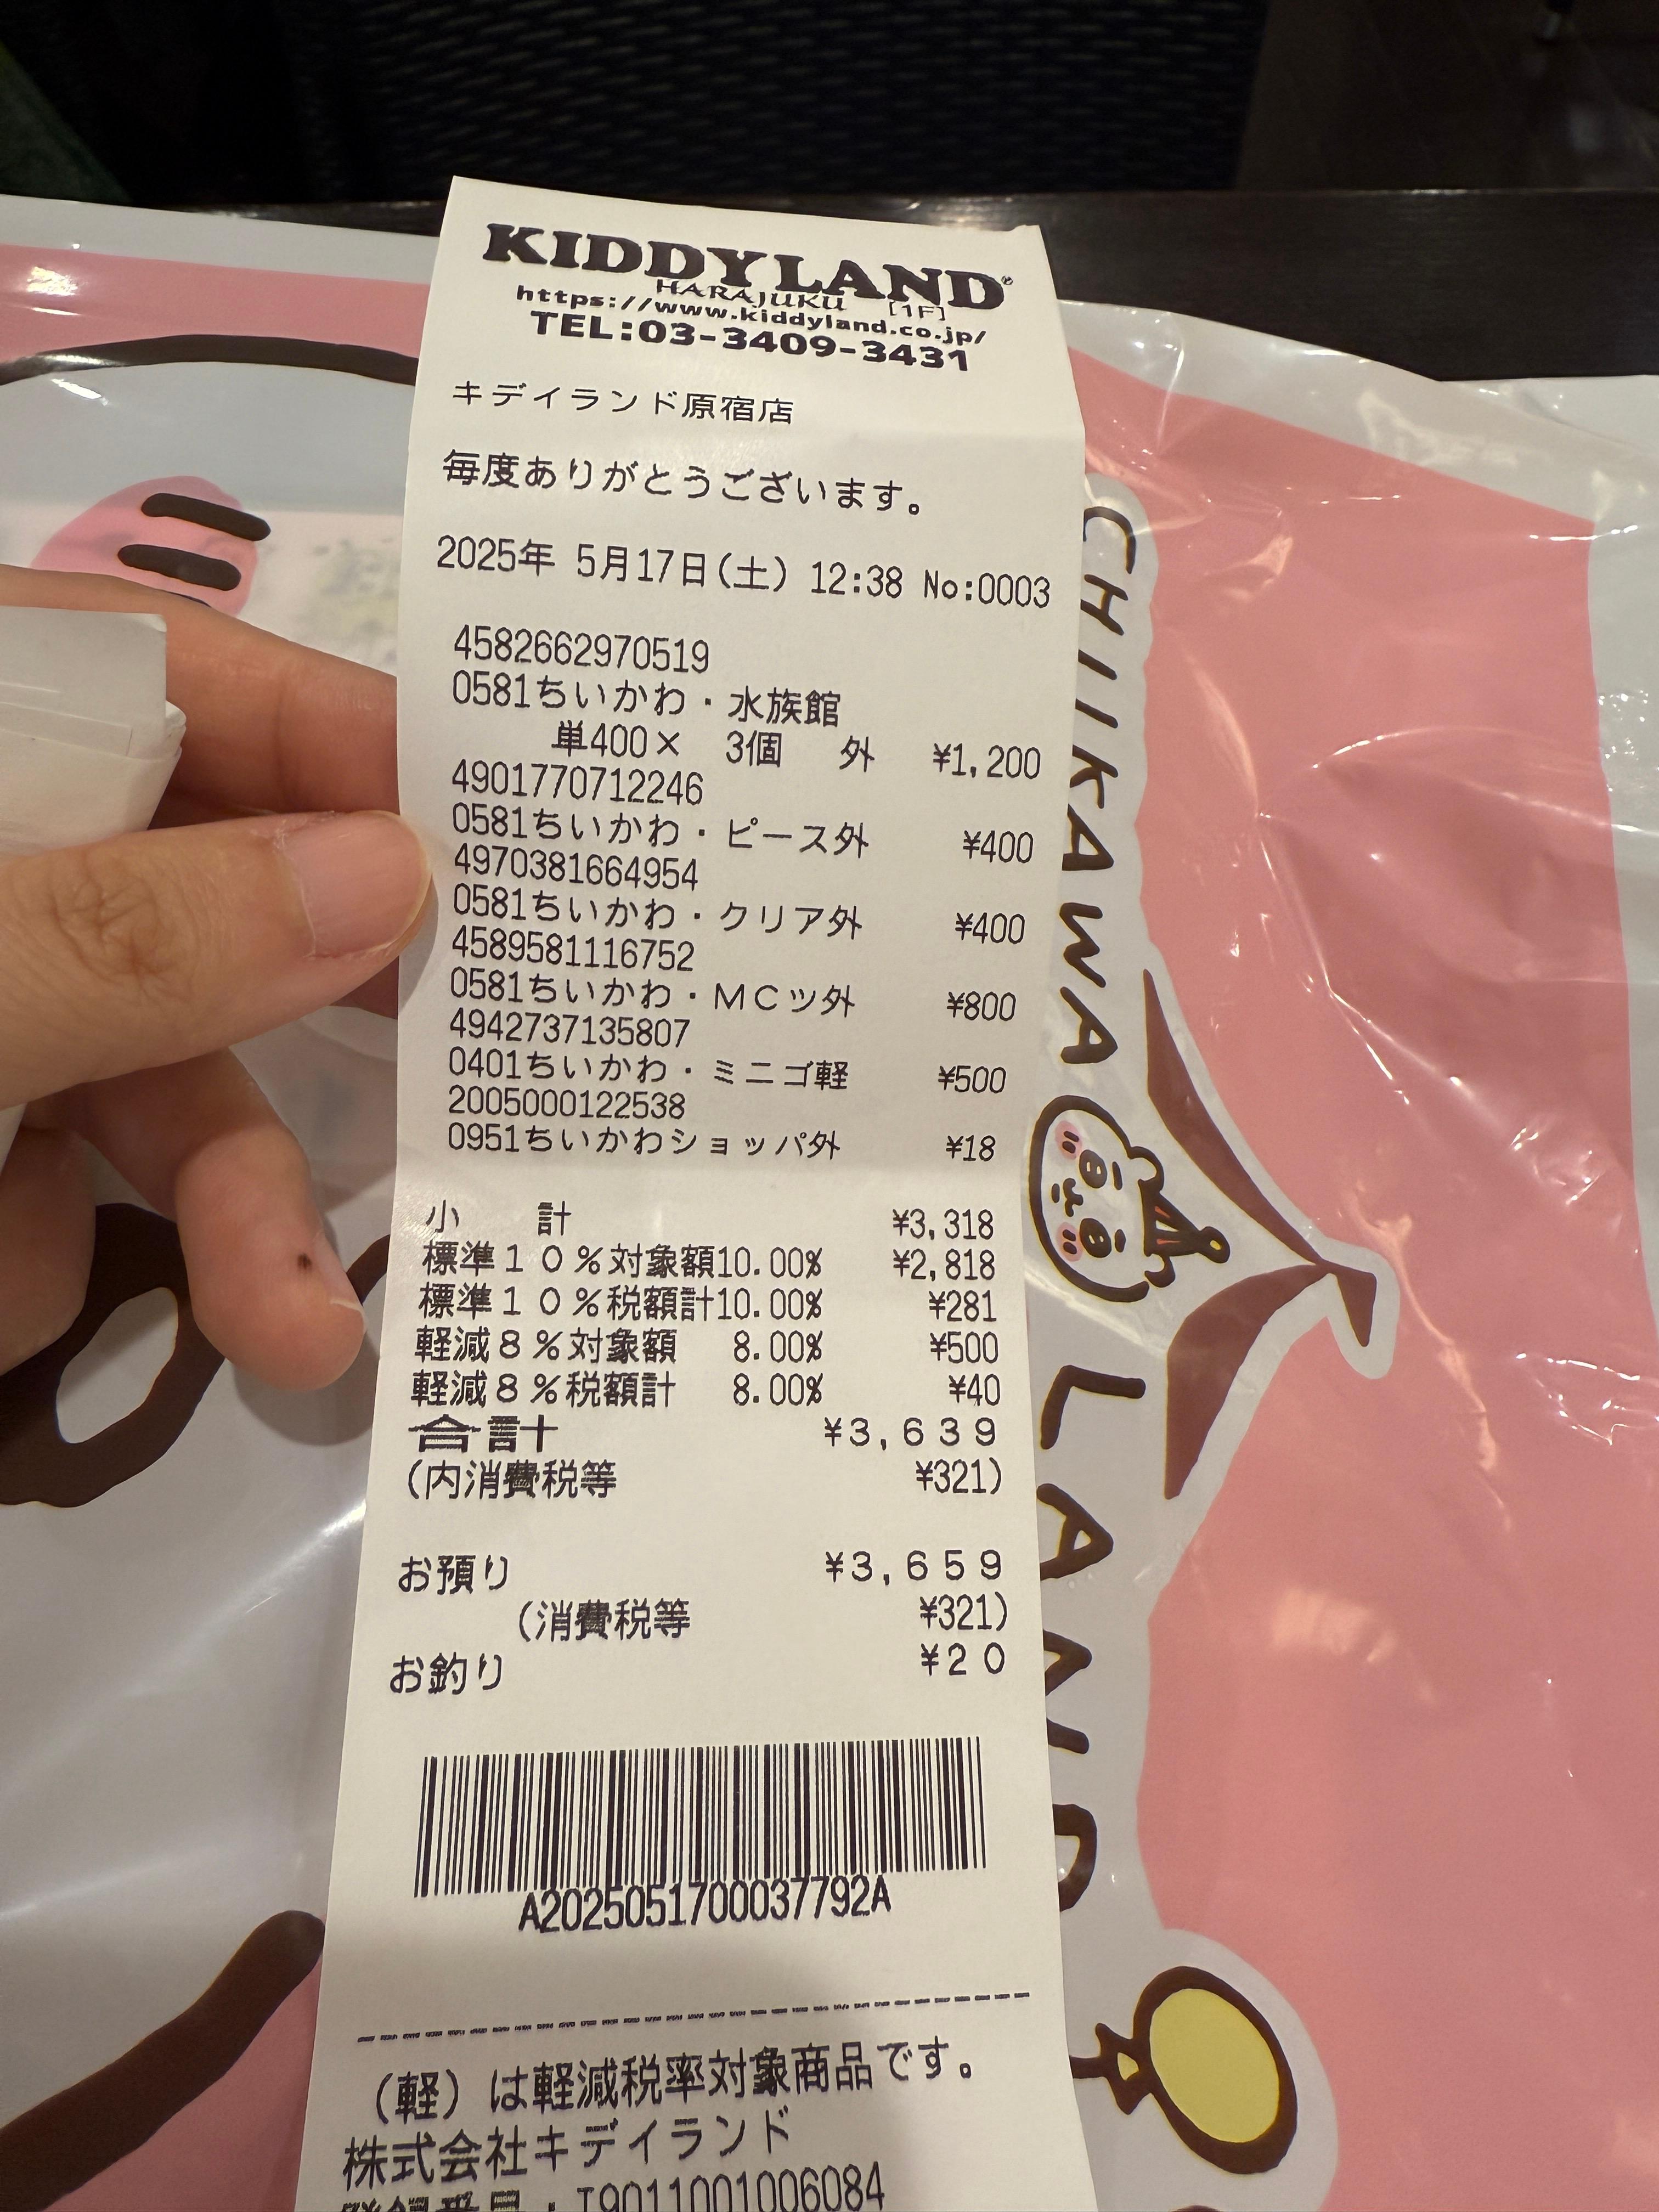 KIDDYLAND®
HARAJUKU [1F]
https://www.kiddyland.co.jp/
TEL:03-3409-3431
キデイランド原宿店
毎度ありがとうございます。
2025年 5月17日(土) 12:38 No:0003
4582662970519
0581ちいかわ・水族館
単400× 3個 外 ¥1,200
4901770712246
0581ちいかわ・ピース外 ¥400
4970381664954
0581ちいかわ・クリア外 ¥400
4589581116752
0581ちいかわ・MCツ外 ¥800
4942737135807
0401ちいかわ・ミニゴ軽 ¥500
2005000122538
0951ちいかわショッパ外 ¥18
小 計 ¥3,318
標準10%対象額10.00% ¥2,818
標準10%税額計10.00% ¥281
軽減8%対象額 8.00% ¥500
軽減8%税額計 8.00% ¥40
合計 ¥3,639
(内消費税等 ¥321)
お預り ¥3,659
(消費税等 ¥321)
お釣り ¥20
A2025051700037792A
(軽)は軽減税率対象商品です。
株式会社キデイランド
登録番号:T9011001006084
CHIIKAWA LAND